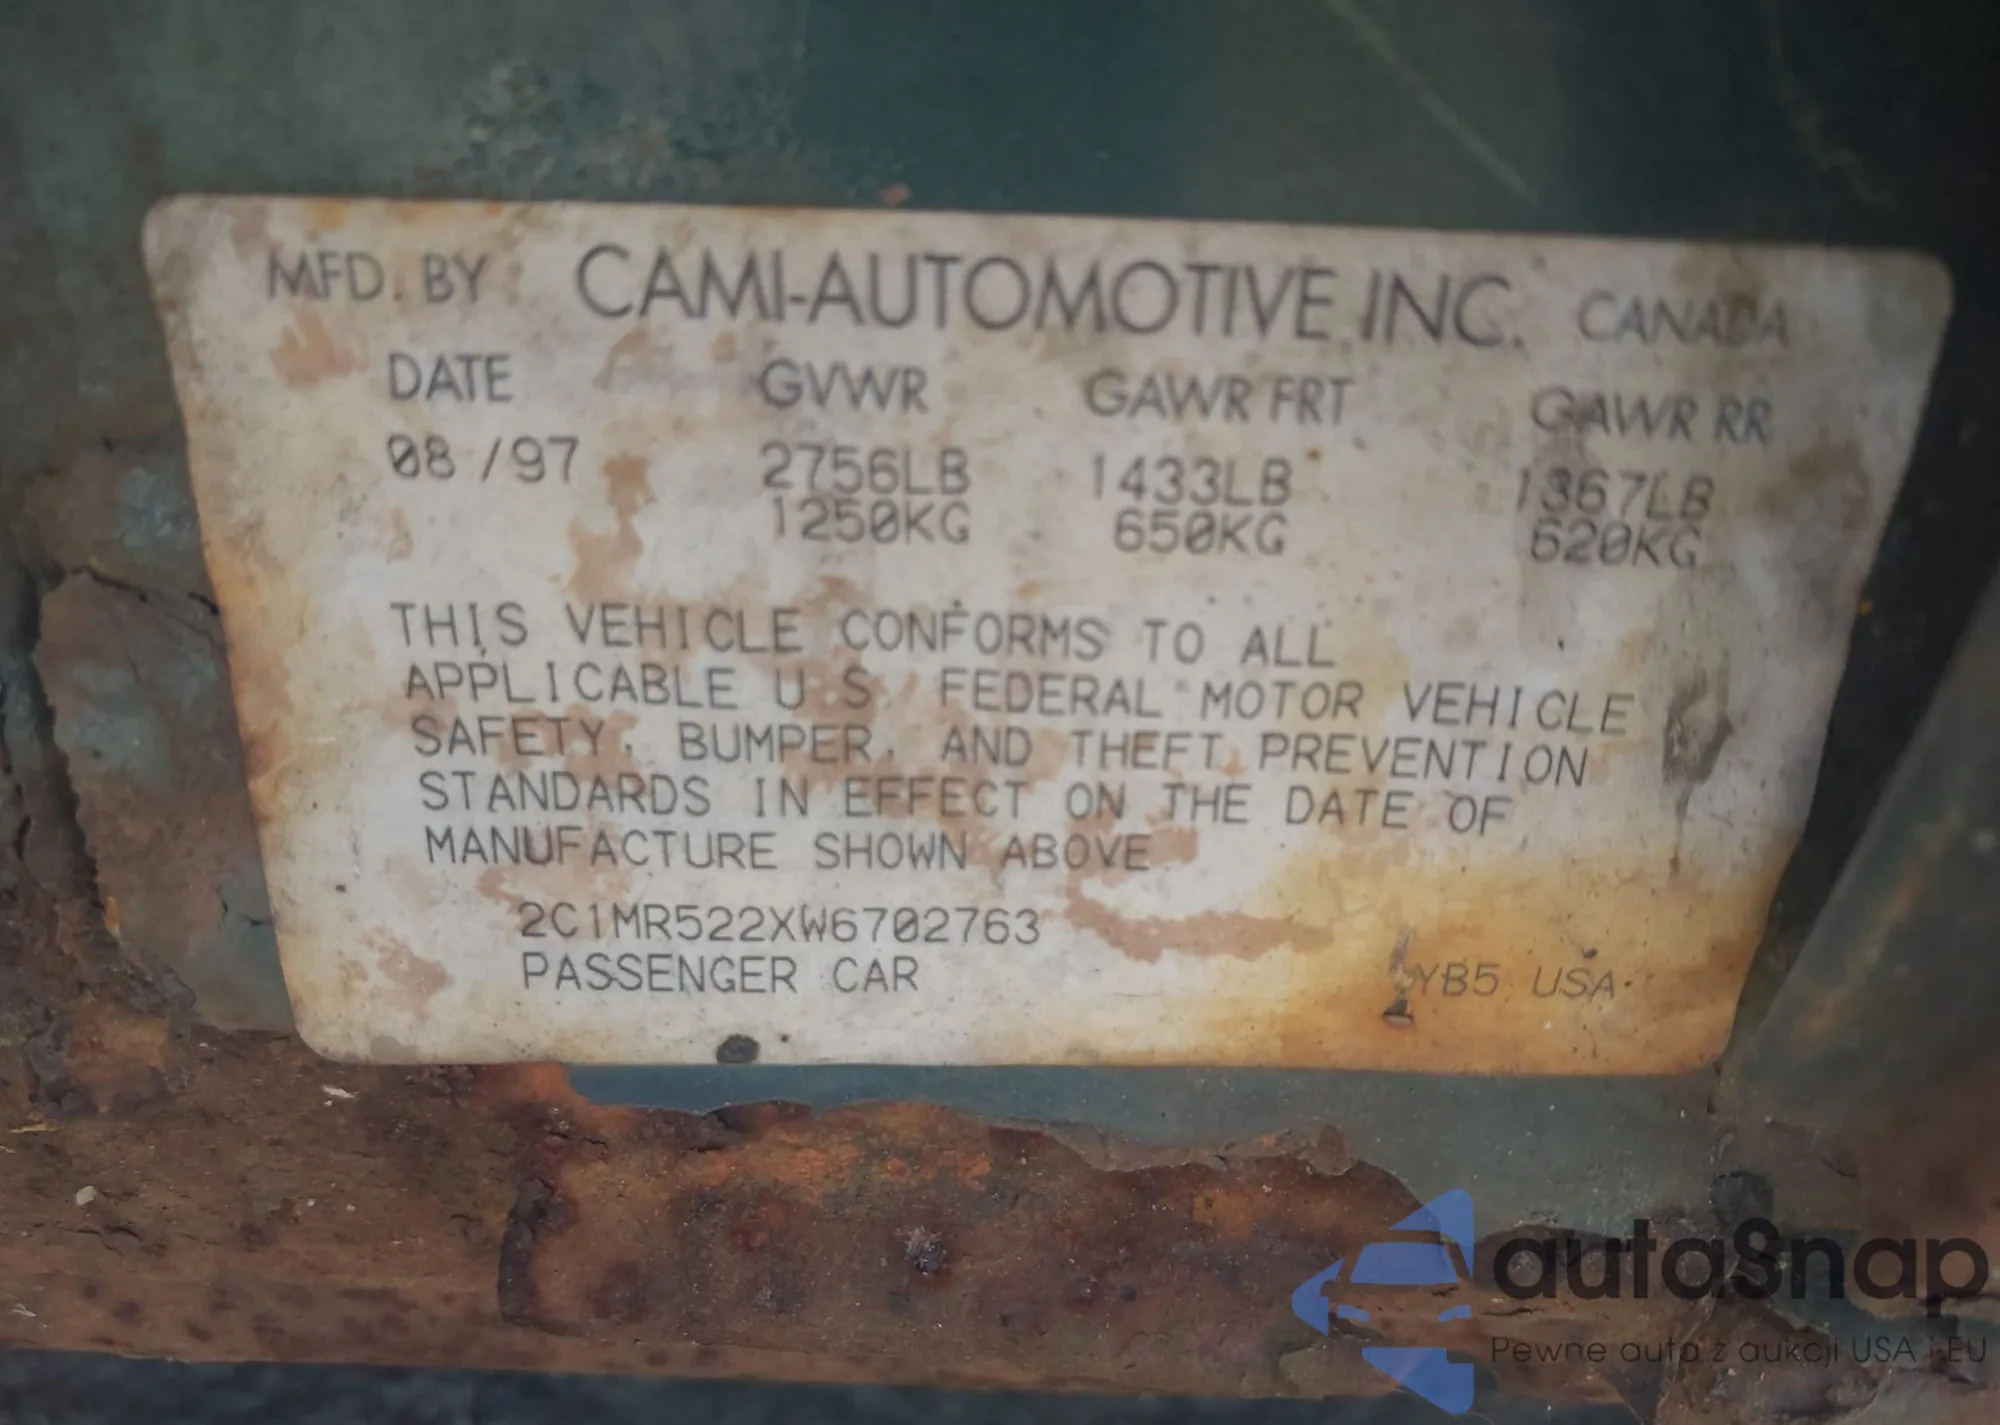 MFD. BY CAMI-AUTOMOTIVE INC. CANADA
DATE GVWR GAWR FRT GAWR RR
08 /97 2756LB 1433LB 1367LB
1250KG 650KG 620KG
THIS VEHICLE CONFORMS TO ALL
APPLICABLE U S FEDERAL MOTOR VEHICLE
SAFETY, BUMPER, AND THEFT PREVENTION
STANDARDS IN EFFECT ON THE DATE OF
MANUFACTURE SHOWN ABOVE
2C1MR522XW6702763
PASSENGER CAR YB5 USA
autaSnap
Pewne auta z aukcji USA i EU